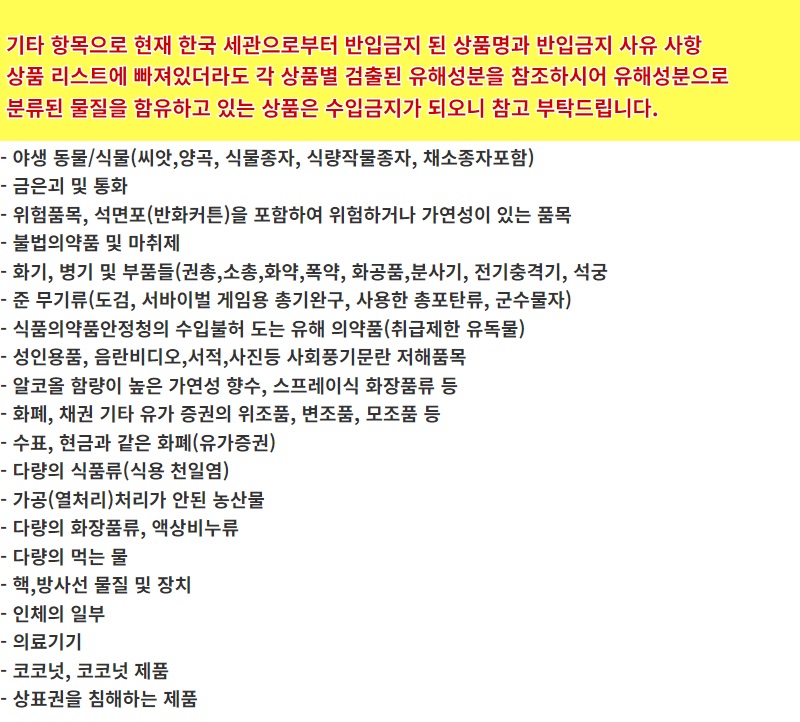 기타 항목으로 현재 한국 세관으로부터 반입금지 된 상품명과 반입금지 사유 사항
상품 리스트에 빠져있더라도 각 상품별 검출된 유해성분을 참조하시어 유해성분으로
분류된 물질을 함유하고 있는 상품은 수입금지가 되오니 참고 부탁드립니다.
- 야생 동물/식물(씨앗,양곡, 식물종자, 식량작물종자, 채소종자포함)
- 금은괴 및 통화
- 위험품목, 석면포(반화커튼)을 포함하여 위험하거나 가연성이 있는 품목
- 불법의약품 및 마취제
- 화기, 병기 및 부품들(권총,소총,화약,폭약, 화공품,분사기, 전기충격기, 석궁
- 준 무기류(도검, 서바이벌 게임용 총기완구, 사용한 총포탄류, 군수물자)
- 식품의약품안정청의 수입불허 도는 유해 의약품(취급제한 유독물)
- 성인용품, 음란비디오,서적,사진등 사회풍기문란 저해품목
- 알코올 함량이 높은 가연성 향수, 스프레이식 화장품류 등
- 화폐, 채권 기타 유가 증권의 위조품, 변조품, 모조품 등
- 수표, 현금과 같은 화폐(유가증권)
- 다량의 식품류(식용 천일염)
- 가공(열처리)처리가 안된 농산물
- 다량의 화장품류, 액상비누류
- 다량의 먹는 물
- 핵,방사선 물질 및 장치
- 인체의 일부
- 의료기기
- 코코넛, 코코넛 제품
- 상표권을 침해하는 제품